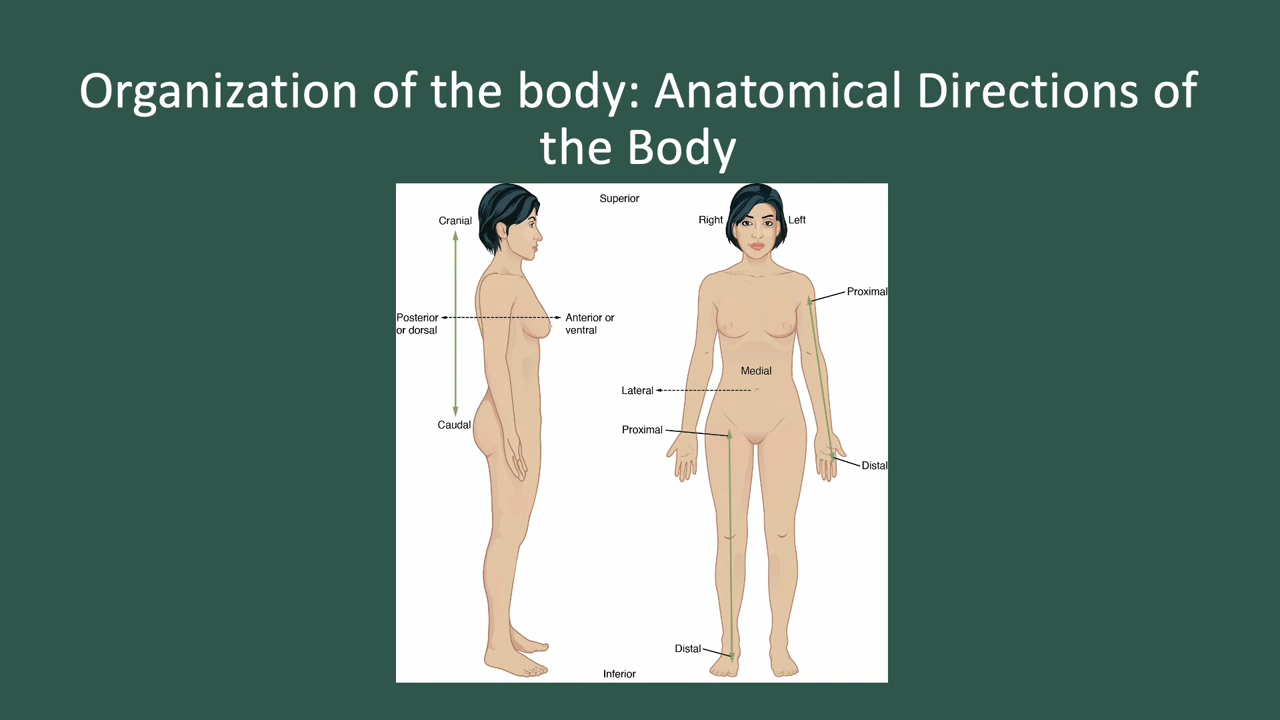 Organization of the body: Anatomical Directions of
the Body
Superior
Cranial
Right
Left
Proximal
Posterior
or dorsal
Anterior or
ventral
Medial
Lateral
Caudal
Proximal
Distal
Distal
Inferior